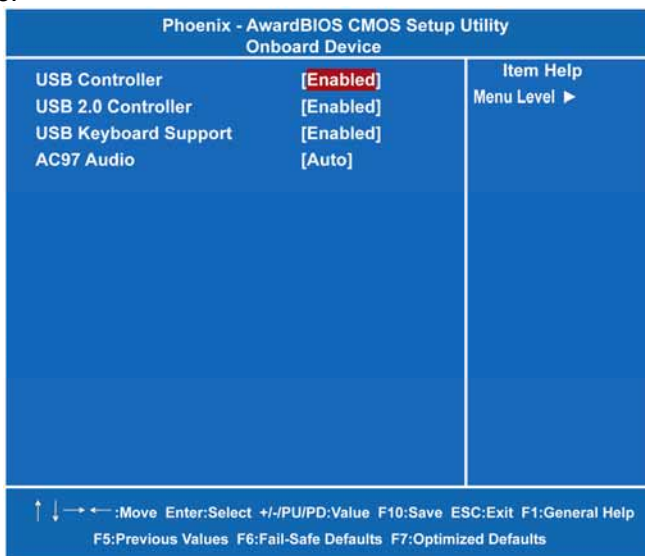 Phoenix - AwardBIOS CMOS Setup Utility
Onboard Device
USB Controller [Enabled]
USB 2.0 Controller [Enabled]
USB Keyboard Support [Enabled]
AC97 Audio [Auto]
Item Help
Menu Level ►
↑ ↓ → ← :Move Enter:Select +/-/PU/PD:Value F10:Save ESC:Exit F1:General Help
F5:Previous Values F6:Fail-Safe Defaults F7:Optimized Defaults